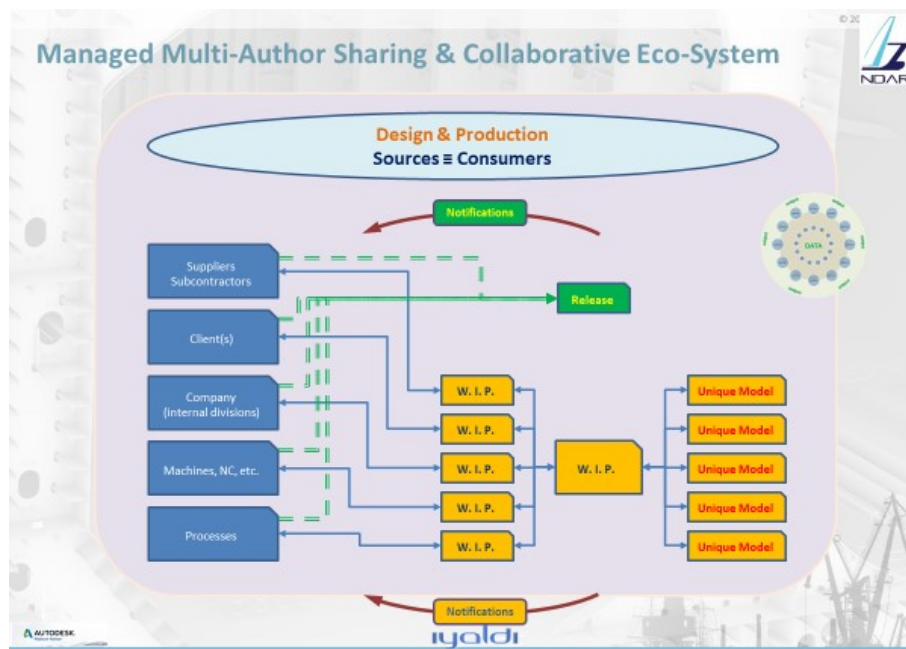 © 20
Managed Multi-Author Sharing & Collaborative Eco-System
NDAR
Design & Production
Sources ≡ Consumers
Notifications
DATA
Suppliers
Subcontractors
Release
Client(s)
Company
(internal divisions)
Machines, NC, etc.
Processes
W. I. P.
W. I. P.
W. I. P.
W. I. P.
W. I. P.
W. I. P.
Unique Model
Unique Model
Unique Model
Unique Model
Unique Model
Notifications
AUTODESK
iyaldi